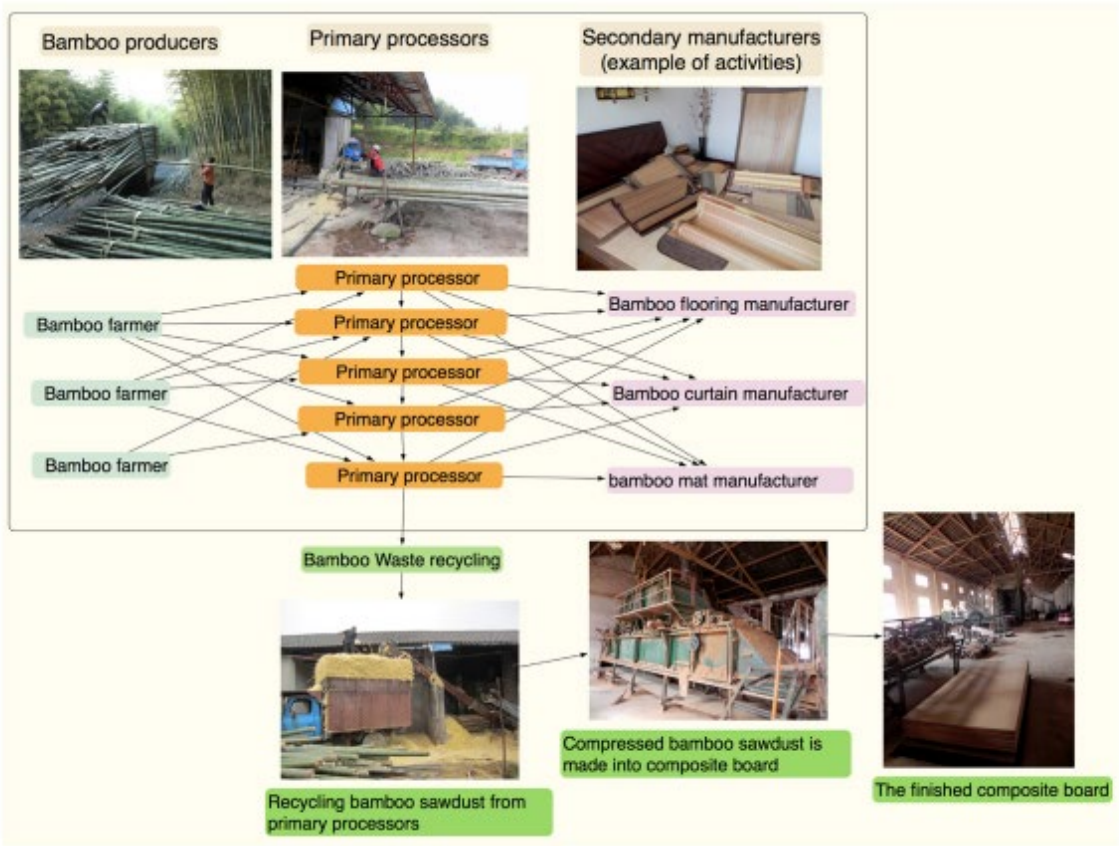 Bamboo producers
Primary processors
Secondary manufacturers
(example of activities)
Primary processor
Bamboo flooring manufacturer
Bamboo farmer
Primary processor
Primary processor
Bamboo farmer
Bamboo curtain manufacturer
Primary processor
Bamboo farmer
Primary processor
bamboo mat manufacturer
Bamboo Waste recycling
Recycling bamboo sawdust from
primary processors
Compressed bamboo sawdust is
made into composite board
The finished composite board